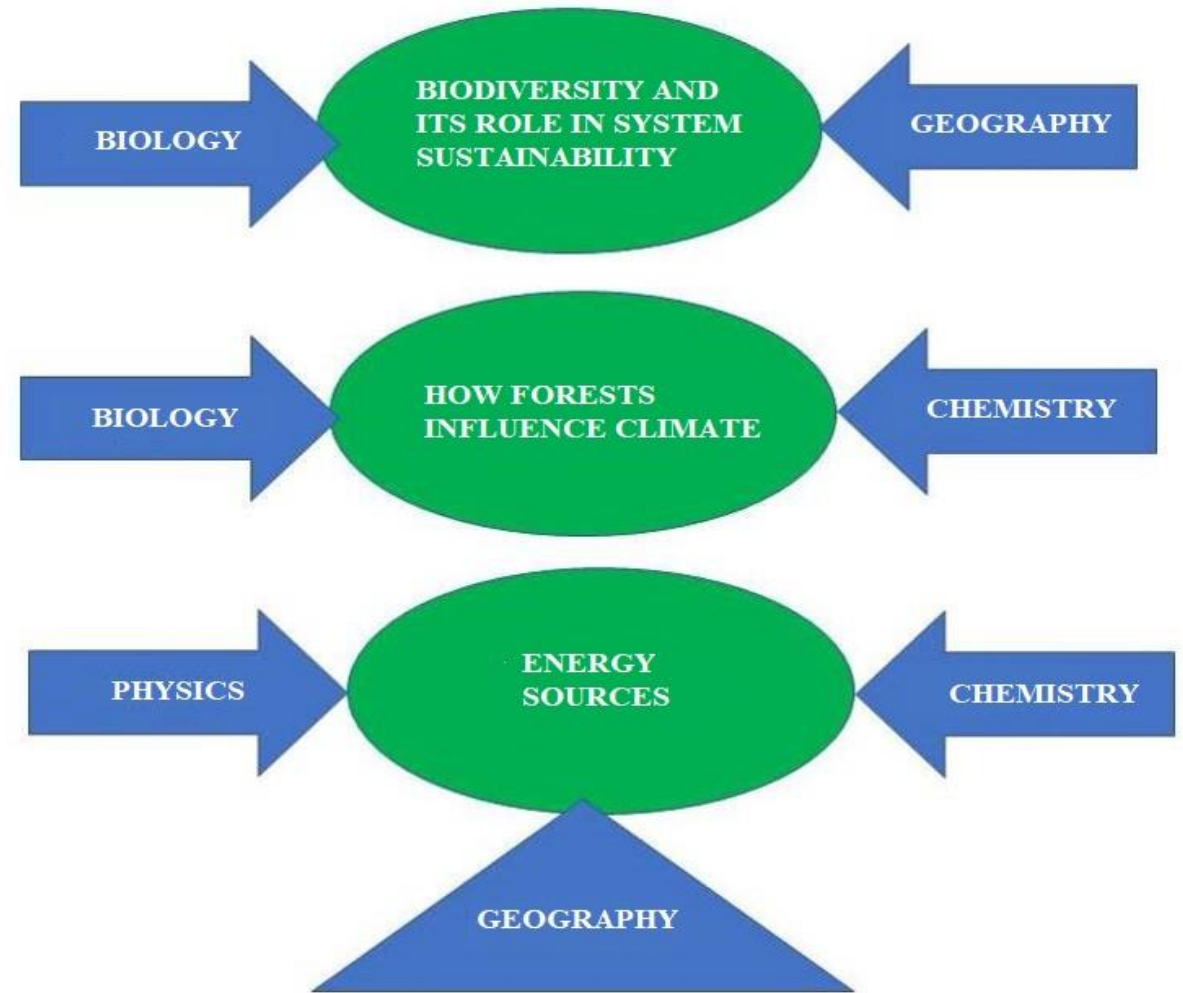 BIOLOGY
BIODIVERSITY AND
ITS ROLE IN SYSTEM
SUSTAINABILITY
GEOGRAPHY
BIOLOGY
HOW FORESTS
INFLUENCE CLIMATE
CHEMISTRY
PHYSICS
ENERGY
SOURCES
CHEMISTRY
GEOGRAPHY